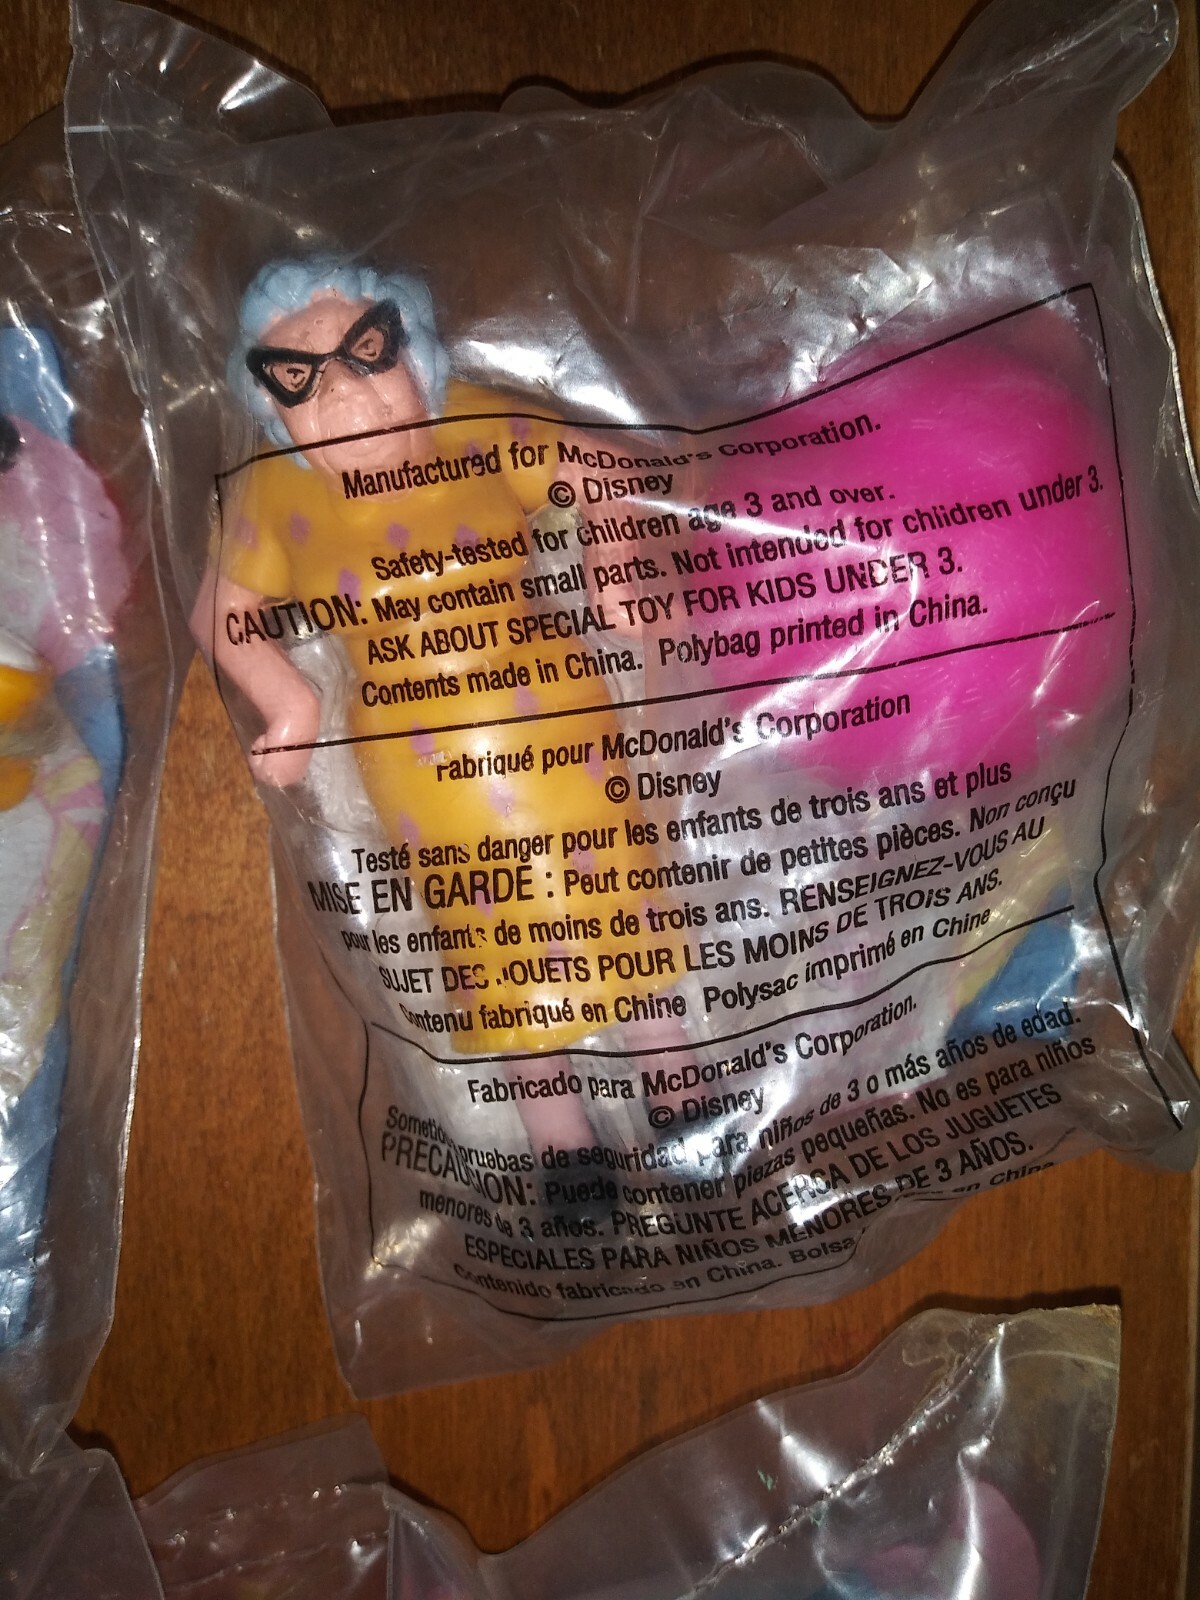 Manufactured for McDonald's Corporation.
© Disney
Safety-tested for children age 3 and over.
CAUTION: May contain small parts. Not intended for children under 3.
ASK ABOUT SPECIAL TOY FOR KIDS UNDER 3.
Contents made in China. Polybag printed in China.
Fabriqué pour McDonald's Corporation
© Disney
Testé sans danger pour les enfants de trois ans et plus
MISE EN GARDE : Peut contenir de petites pièces. Non conçu
pour les enfants de moins de trois ans. RENSEIGNEZ-VOUS AU
SUJET DES JOUETS POUR LES MOINS DE TROIS ANS.
Contenu fabriqué en Chine Polysac imprimé en Chine
Fabricado para McDonald's Corporation.
© Disney
pruebas de seguridad para niños de 3 o más años de edad.
PRECAUCION: Puede contener piezas pequeñas. No es para niños
menores de 3 años. PREGUNTE ACERCA DE LOS JUGUETES
ESPECIALES PARA NIÑOS MENORES DE 3 AÑOS.
Contenido fabricado en China. Bolsa en China